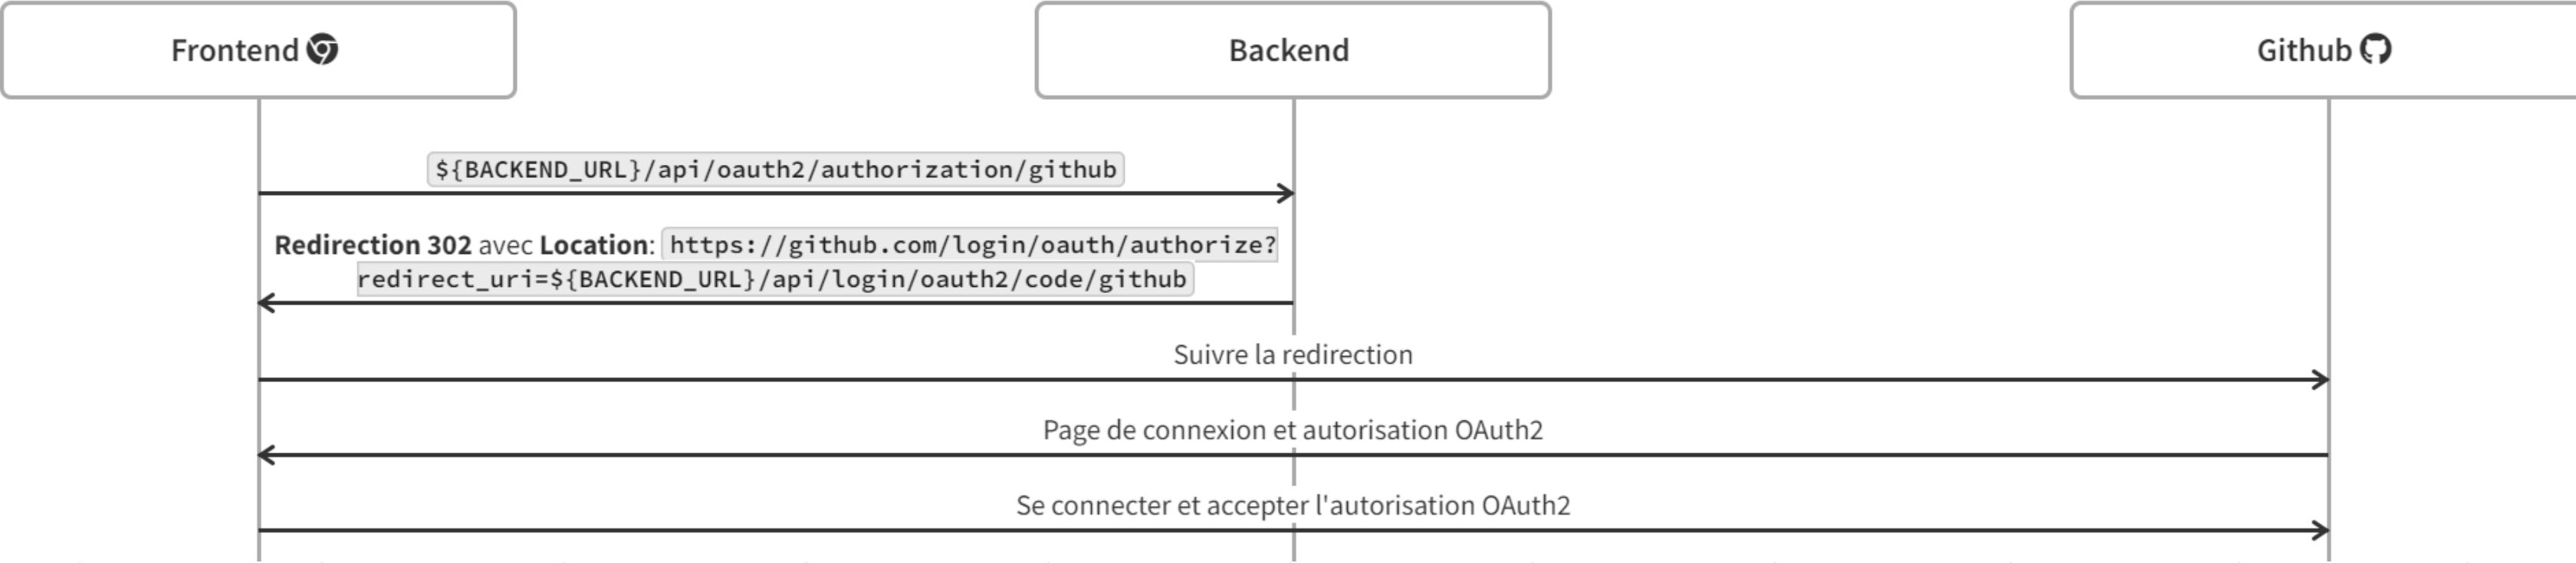 Frontend
Backend
Github
${BACKEND_URL}/api/oauth2/authorization/github
Redirection 302 avec Location: https://github.com/login/oauth/authorize?
redirect_uri=${BACKEND_URL}/api/login/oauth2/code/github
Suivre la redirection
Page de connexion et autorisation OAuth2
Se connecter et accepter l'autorisation OAuth2